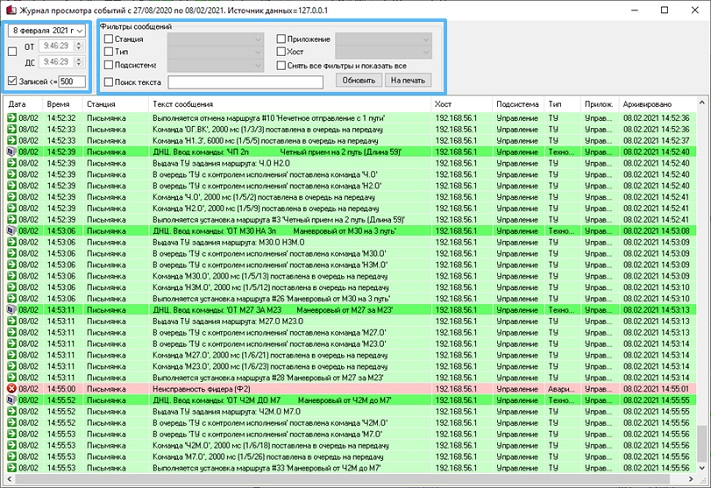 Журнал просмотра событий с 27/08/2020 по 08/02/2021. Источник данных=127.0.0.1
8 февраля 2021 г
ОТ 9:46:29
ДС 9:46:29
Записей <= 500
Фильтры сообщений
Станция
Приложение
Тип
Хост
Подсистема
Снять все фильтры и показать все
Поиск текста
Обновить
На печать
Дата Время Станция Текст сообщения Хост Подсистема Тип Прилож. Архивировано
08/02 14:52:32 Письмянка Выполняется отмена маршрута #10 'Нечетное отправление с 1 пути' 192.168.56.1 Управление ТУ Управ... 08.02.2021 14:52:36
08/02 14:52:33 Письмянка Команда 'ОГ.ВК', 2000 мс (1/3/3) поставлена в очередь на передачу 192.168.56.1 Управление ТУ Управ... 08.02.2021 14:52:36
08/02 14:52:33 Письмянка Команда 'Н1.З', 6000 мс (1/5/5) поставлена в очередь на передачу 192.168.56.1 Управление ТУ Управ... 08.02.2021 14:52:37
08/02 14:52:39 Письмянка ДНЦ. Ввод команды: 'ЧП 2п Четный прием на 2 путь (Длина 59)' 192.168.56.1 Управление Техно... Управ... 08.02.2021 14:52:40
08/02 14:52:39 Письмянка Выдача ТУ задания маршрута: Ч.О Н2.О 192.168.56.1 Управление ТУ Управ... 08.02.2021 14:52:40
08/02 14:52:39 Письмянка В очередь 'ТУ с контролем исполнения' поставлена команда 'Ч.О' 192.168.56.1 Управление ТУ Управ... 08.02.2021 14:52:40
08/02 14:52:39 Письмянка В очередь 'ТУ с контролем исполнения' поставлена команда 'Н2.О' 192.168.56.1 Управление ТУ Управ... 08.02.2021 14:52:40
08/02 14:52:39 Письмянка Команда 'Ч.О', 2000 мс (1/5/2) поставлена в очередь на передачу 192.168.56.1 Управление ТУ Управ... 08.02.2021 14:52:41
08/02 14:52:39 Письмянка Команда 'Н2.О', 2000 мс (1/5/9) поставлена в очередь на передачу 192.168.56.1 Управление ТУ Управ... 08.02.2021 14:52:41
08/02 14:52:39 Письмянка Выполняется установка маршрута #3 'Четный прием на 2 путь (Длина 59)' 192.168.56.1 Управление ТУ Управ... 08.02.2021 14:52:41
08/02 14:53:06 Письмянка ДНЦ. Ввод команды: 'ОТ М30 НА 3п Маневровый от М30 на 3 путь' 192.168.56.1 Управление Техно... Управ... 08.02.2021 14:53:08
08/02 14:53:06 Письмянка Выдача ТУ задания маршрута: М30.О Н3М.О 192.168.56.1 Управление ТУ Управ... 08.02.2021 14:53:09
08/02 14:53:06 Письмянка В очередь 'ТУ с контролем исполнения' поставлена команда 'М30.О' 192.168.56.1 Управление ТУ Управ... 08.02.2021 14:53:09
08/02 14:53:06 Письмянка В очередь 'ТУ с контролем исполнения' поставлена команда 'Н3М.О' 192.168.56.1 Управление ТУ Управ... 08.02.2021 14:53:09
08/02 14:53:06 Письмянка Команда 'М30.О', 2000 мс (1/5/13) поставлена в очередь на передачу 192.168.56.1 Управление ТУ Управ... 08.02.2021 14:53:09
08/02 14:53:06 Письмянка Команда 'Н3М.О', 2000 мс (1/5/12) поставлена в очередь на передачу 192.168.56.1 Управление ТУ Управ... 08.02.2021 14:53:09
08/02 14:53:06 Письмянка Выполняется установка маршрута #26 'Маневровый от М30 на 3 путь' 192.168.56.1 Управление ТУ Управ... 08.02.2021 14:53:10
08/02 14:53:11 Письмянка ДНЦ. Ввод команды: 'ОТ М27 ЗА М23 Маневровый от М27 за М23' 192.168.56.1 Управление Техно... Управ... 08.02.2021 14:53:13
08/02 14:53:11 Письмянка Выдача ТУ задания маршрута: М27.О М23.О 192.168.56.1 Управление ТУ Управ... 08.02.2021 14:53:13
08/02 14:53:11 Письмянка В очередь 'ТУ с контролем исполнения' поставлена команда 'М27.О' 192.168.56.1 Управление ТУ Управ... 08.02.2021 14:53:13
08/02 14:53:11 Письмянка В очередь 'ТУ с контролем исполнения' поставлена команда 'М23.О' 192.168.56.1 Управление ТУ Управ... 08.02.2021 14:53:13
08/02 14:53:11 Письмянка Команда 'М27.О', 2000 мс (1/6/21) поставлена в очередь на передачу 192.168.56.1 Управление ТУ Управ... 08.02.2021 14:53:14
08/02 14:53:11 Письмянка Команда 'М23.О', 2000 мс (1/6/23) поставлена в очередь на передачу 192.168.56.1 Управление ТУ Управ... 08.02.2021 14:53:14
08/02 14:53:11 Письмянка Выполняется установка маршрута #28 'Маневровый от М27 за М23' 192.168.56.1 Управление ТУ Управ... 08.02.2021 14:53:14
08/02 14:55:00 Письмянка Неисправность фидера (Ф2) 192.168.56.1 Управление Авари... Управ... 08.02.2021 14:55:01
08/02 14:55:52 Письмянка ДНЦ. Ввод команды: 'ОТ Ч2М ДО М7 Маневровый от Ч2М до М7' 192.168.56.1 Управление Техно... Управ... 08.02.2021 14:55:55
08/02 14:55:52 Письмянка Выдача ТУ задания маршрута: Ч2М.О М7.О 192.168.56.1 Управление ТУ Управ... 08.02.2021 14:55:56
08/02 14:55:53 Письмянка В очередь 'ТУ с контролем исполнения' поставлена команда 'Ч2М.О' 192.168.56.1 Управление ТУ Управ... 08.02.2021 14:55:56
08/02 14:55:53 Письмянка В очередь 'ТУ с контролем исполнения' поставлена команда 'М7.О' 192.168.56.1 Управление ТУ Управ... 08.02.2021 14:55:56
08/02 14:55:53 Письмянка Команда 'Ч2М.О', 2000 мс (1/6/18) поставлена в очередь на передачу 192.168.56.1 Управление ТУ Управ... 08.02.2021 14:55:56
08/02 14:55:53 Письмянка Команда 'М7.О', 2000 мс (1/5/26) поставлена в очередь на передачу 192.168.56.1 Управление ТУ Управ... 08.02.2021 14:55:56
08/02 14:55:53 Письмянка Выполняется установка маршрута #33 'Маневровый от Ч2М до М7' 192.168.56.1 Управление ТУ Управ... 08.02.2021 14:55:56